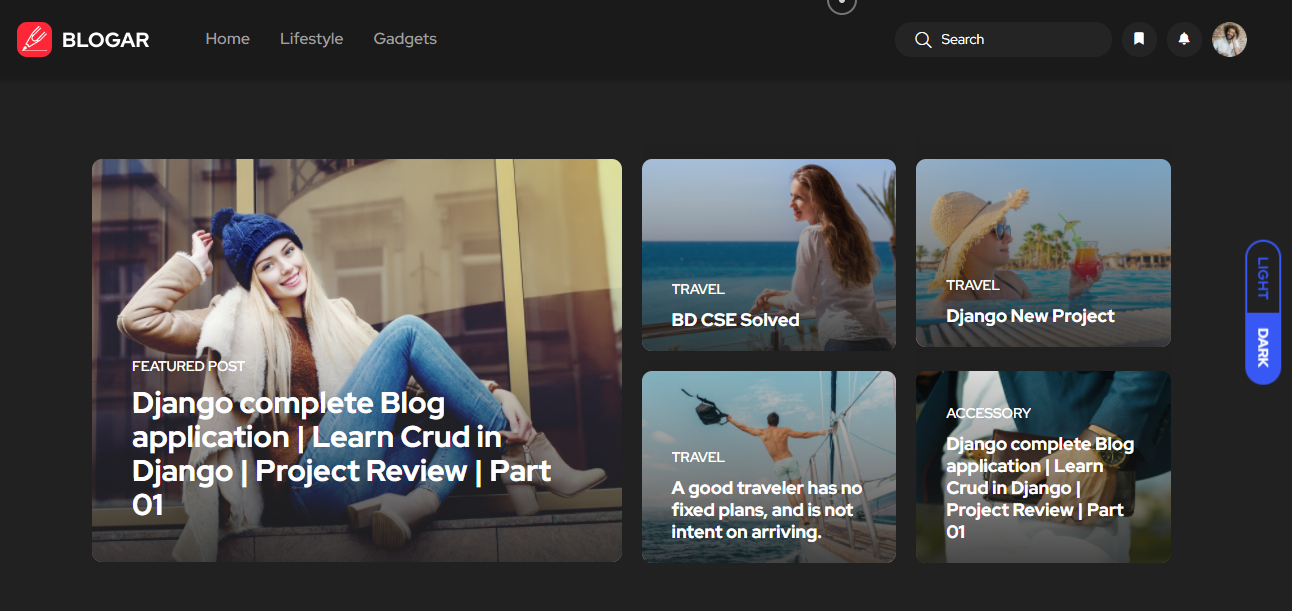 BLOGAR
Home
Lifestyle
Gadgets
Search
FEATURED POST
Django complete Blog
application | Learn Crud in
Django | Project Review | Part
01
TRAVEL
BD CSE Solved
TRAVEL
Django New Project
TRAVEL
A good traveler has no
fixed plans, and is not
intent on arriving.
ACCESSORY
Django complete Blog
application | Learn
Crud in Django |
Project Review | Part
01
LIGHT
DARK